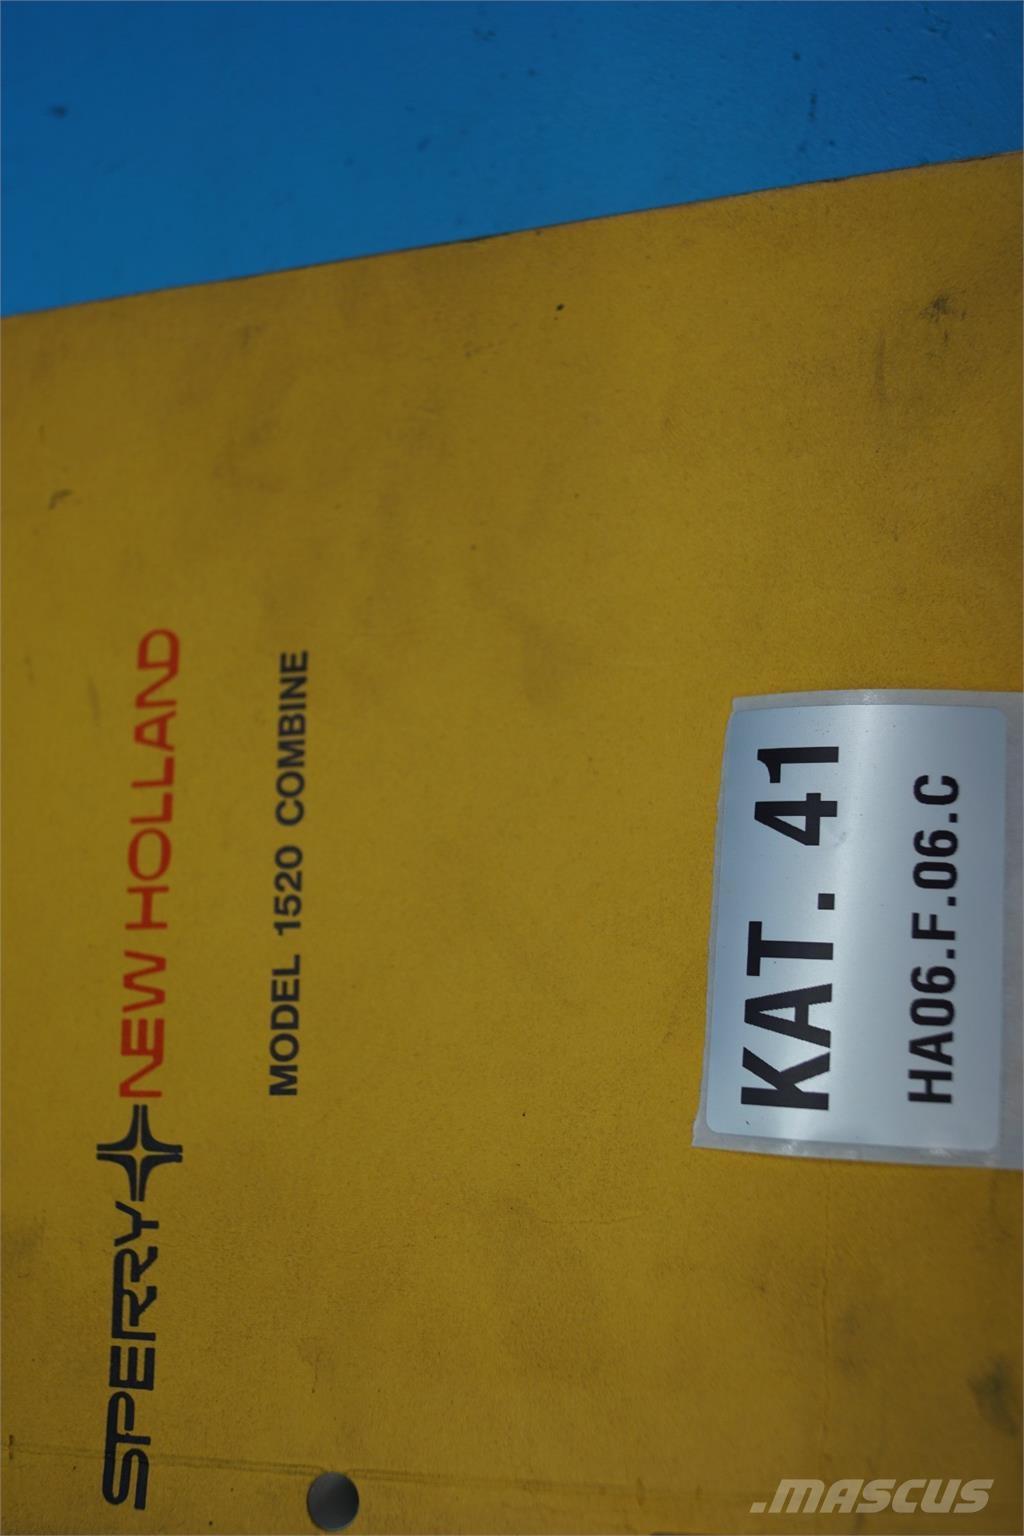 SPERRY NEW HOLLAND
MODEL 1520 COMBINE
KAT. 41
HA06.F.06.C
.MASCUS